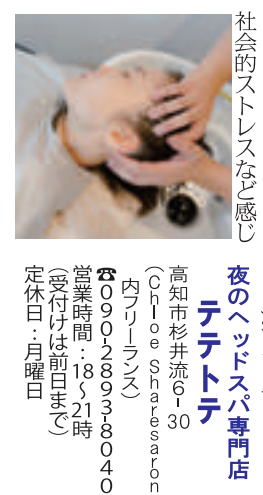 社会的ストレスなど感じ
夜のヘッドスパ専門店
テテトテ
高知市杉井流6-30
（Chloe Sharesaron
内フリーランス）
☎090-2893-8040
営業時間：18～21時
（受付けは前日まで）
定休日：月曜日